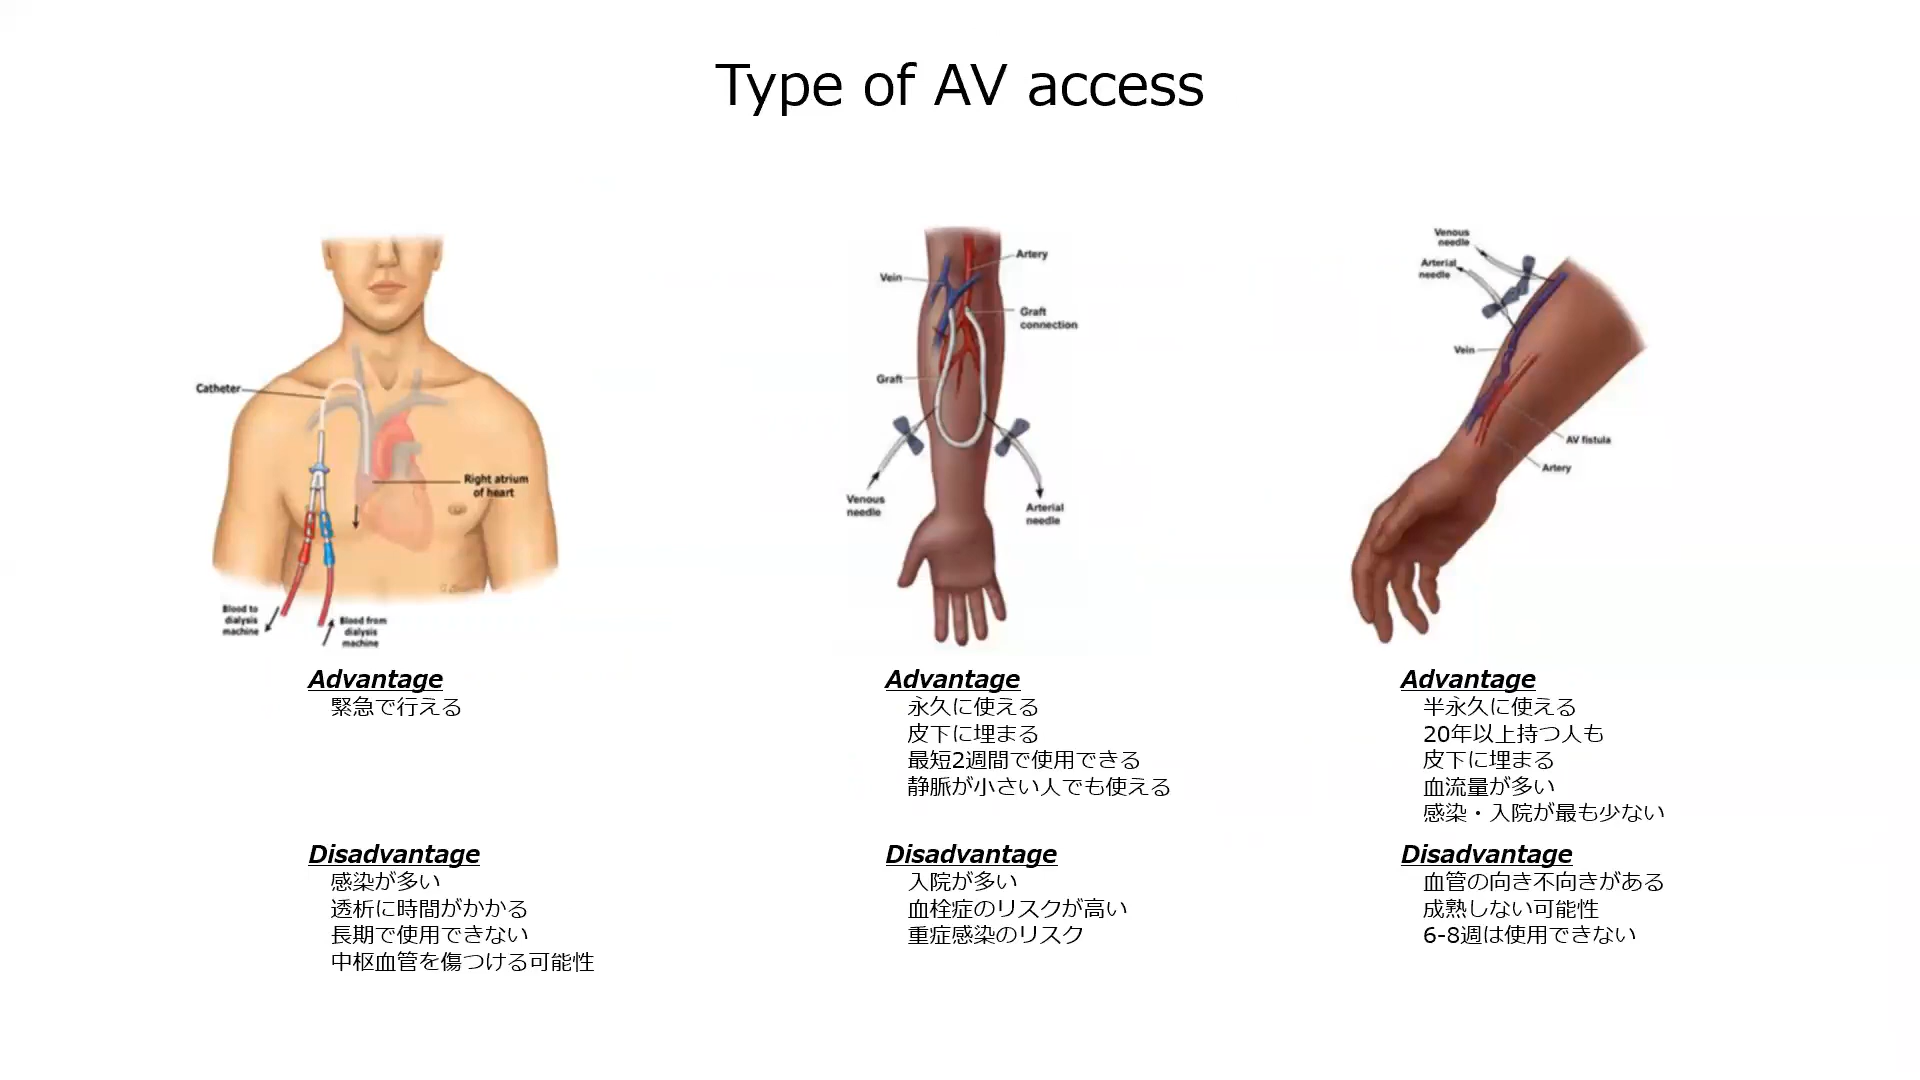 Type of AV access
Catheter
Right atrium
of heart
Blood to
dialysis
machine
Blood from
dialysis
machine
Advantage
緊急で行える
Disadvantage
感染が多い
透析に時間がかかる
長期で使用できない
中枢血管を傷つける可能性
Artery
Vein
Graft
connection
Graft
Venous
needle
Arterial
needle
Advantage
永久に使える
皮下に埋まる
最短2週間で使用できる
静脈が小さい人でも使える
Disadvantage
入院が多い
血栓症のリスクが高い
重症感染のリスク
Venous
needle
Arterial
needle
Vein
AV fistula
Artery
Advantage
半永久に使える
20年以上持つ人も
皮下に埋まる
血流量が多い
感染・入院が最も少ない
Disadvantage
血管の向き不向きがある
成熟しない可能性
6-8週は使用できない